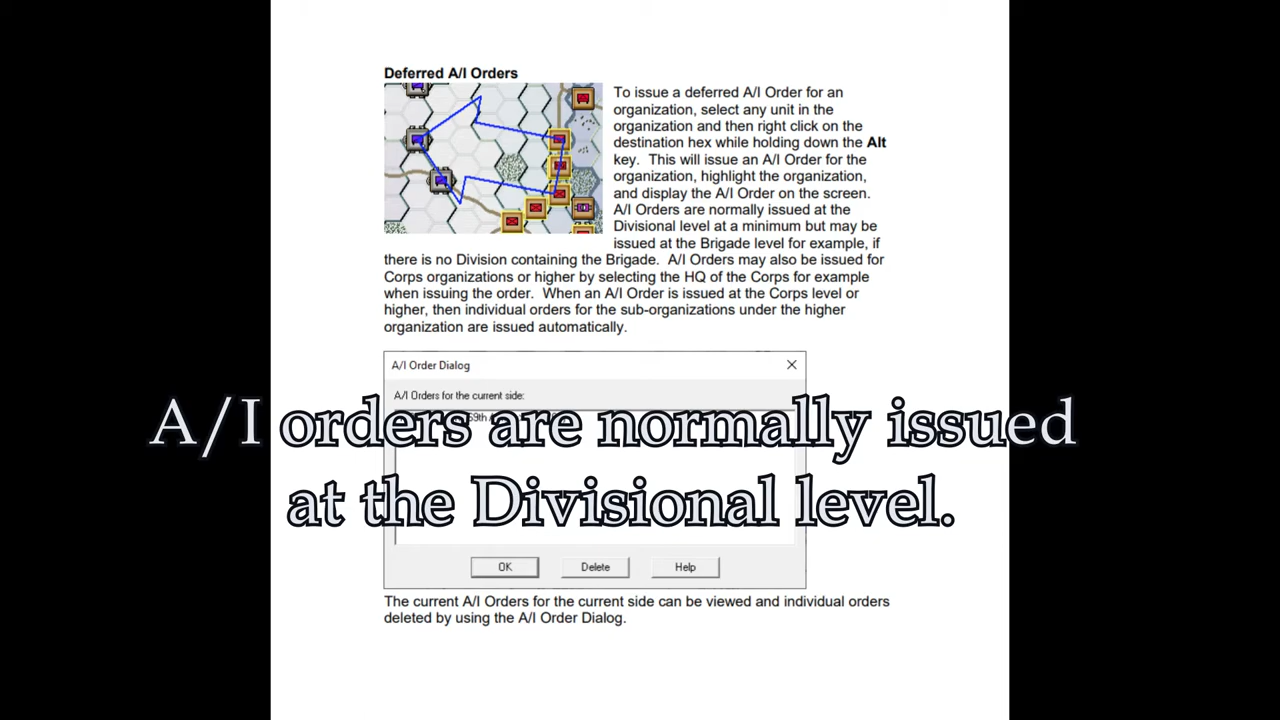 Deferred A/I Orders
To issue a deferred A/I Order for an
organization, select any unit in the
organization and then right click on the
destination hex while holding down the Alt
key. This will issue an A/I Order for the
organization, highlight the organization,
and display the A/I Order on the screen.
A/I Orders are normally issued at the
Divisional level at a minimum but may be
issued at the Brigade level for example, if
there is no Division containing the Brigade. A/I Orders may also be issued for
Corps organizations or higher by selecting the HQ of the Corps for example
when issuing the order. When an A/I Order is issued at the Corps level or
higher, then individual orders for the sub-organizations under the higher
organization are issued automatically.
A/I Order Dialog
A/I Orders for the current side:
A/I orders are normally issued
at the Divisional level.
OK Delete Help
The current A/I Orders for the current side can be viewed and individual orders
deleted by using the A/I Order Dialog.